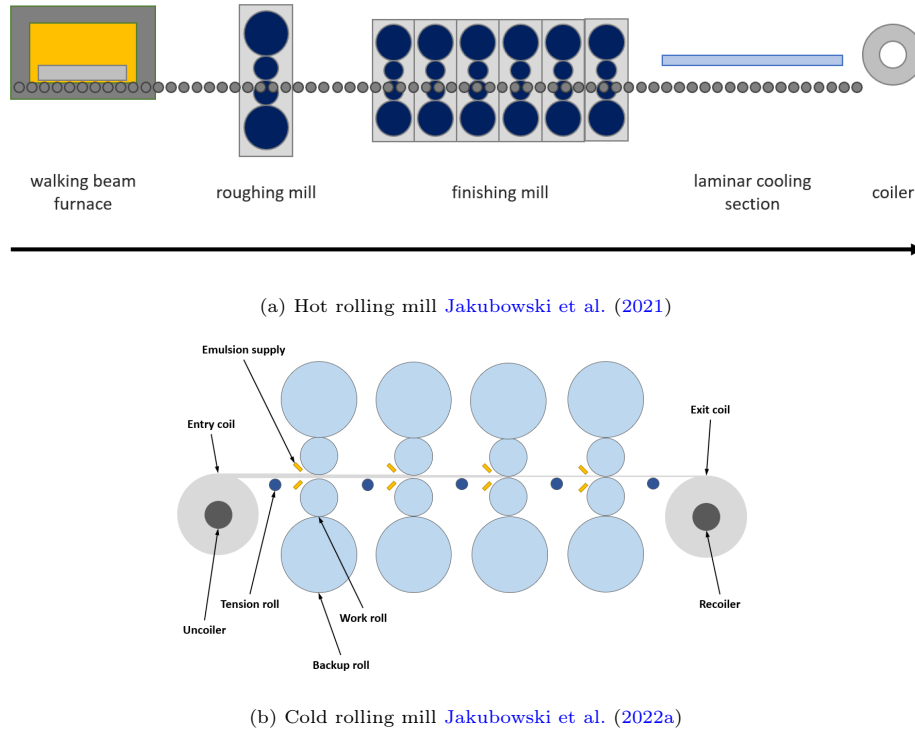 walking beam
furnace
roughing mill
finishing mill
laminar cooling
section
coiler
(a) Hot rolling mill Jakubowski et al. (2021)
Emulsion supply
Entry coil
Exit coil
Tension roll
Work roll
Recoiler
Uncoiler
Backup roll
(b) Cold rolling mill Jakubowski et al. (2022a)